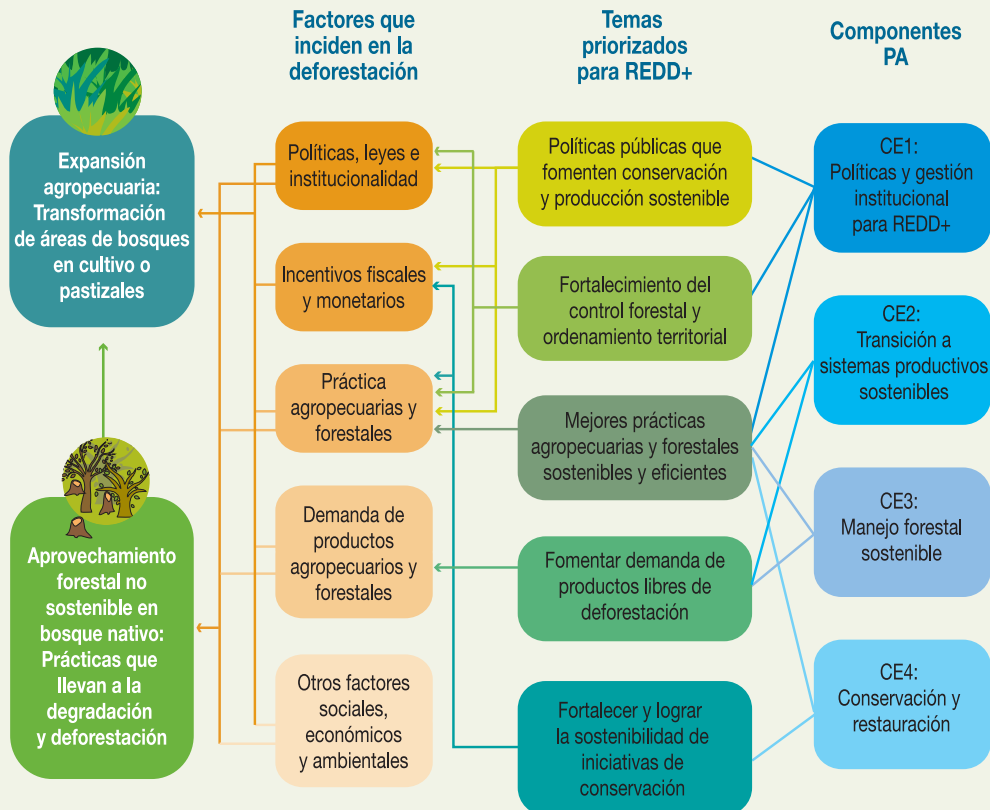 Factores que
inciden en la
deforestación
Temas
priorizados
para REDD+
Componentes
PA
Expansión
agropecuaria:
Transformación
de áreas de bosques
en cultivo o
pastizales
Aprovechamiento
forestal no
sostenible en
bosque nativo:
Prácticas que
llevan a la
degradación
y deforestación
Políticas, leyes e
institucionalidad
Incentivos fiscales
y monetarios
Práctica
agropecuarias y
forestales
Demanda de
productos
agropecuarios y
forestales
Otros factores
sociales,
económicos
y ambientales
Políticas públicas que
fomenten conservación
y producción sostenible
Fortalecimiento del
control forestal y
ordenamiento territorial
Mejores prácticas
agropecuarias y forestales
sostenibles y eficientes
Fomentar demanda de
productos libres de
deforestación
Fortalecer y lograr
la sostenibilidad de
iniciativas de
conservación
CE1:
Políticas y gestión
institucional
para REDD+
CE2:
Transición a
sistemas productivos
sostenibles
CE3:
Manejo forestal
sostenible
CE4:
Conservación y
restauración